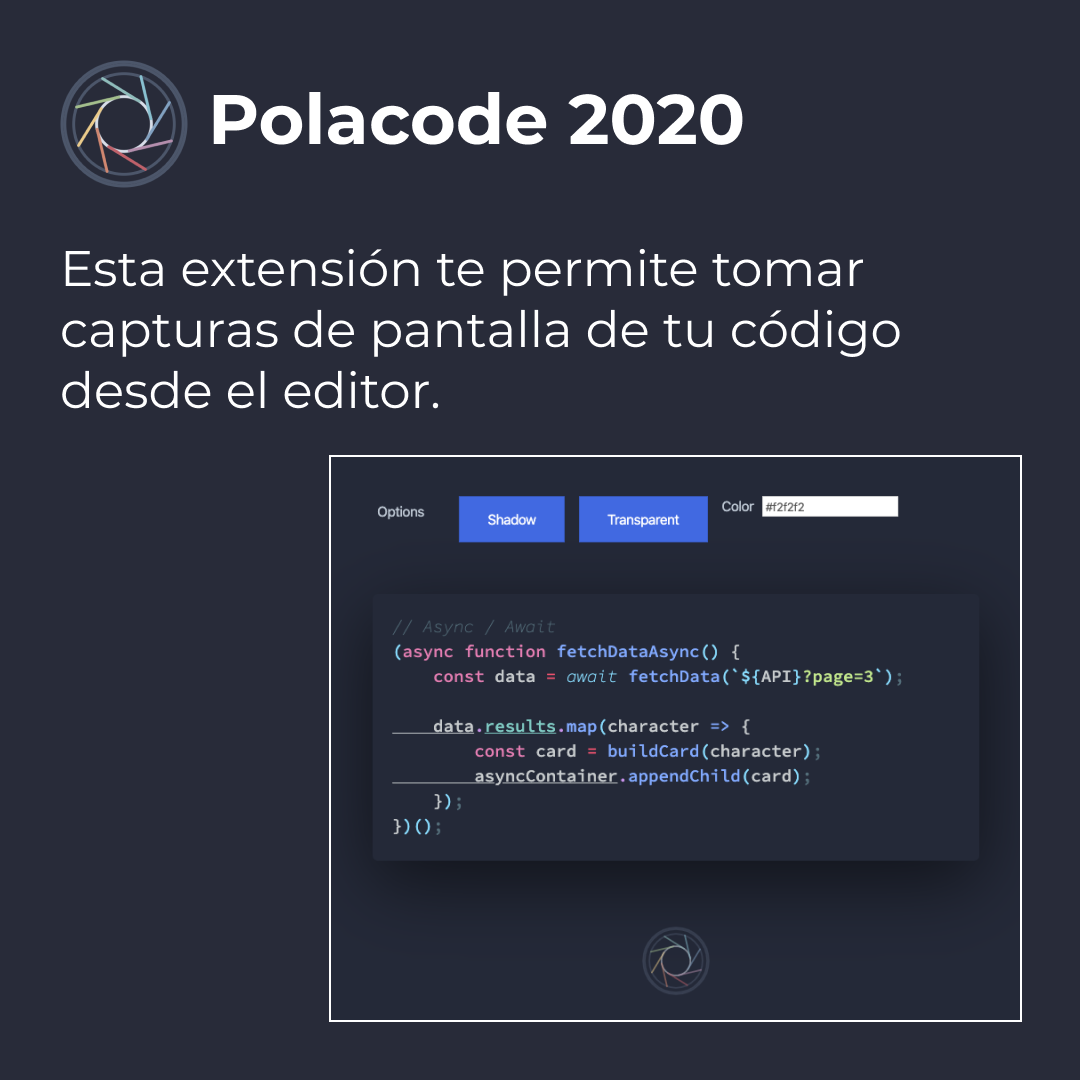 Polacode 2020
Esta extensión te permite tomar
capturas de pantalla de tu código
desde el editor.
Options Shadow Transparent Color #f2f2f2
// Async / Await
(async function fetchDataAsync() {
    const data = await fetchData(`${API}?page=3`);

    data.results.map(character => {
        const card = buildCard(character);
        asyncContainer.appendChild(card);
    });
})();